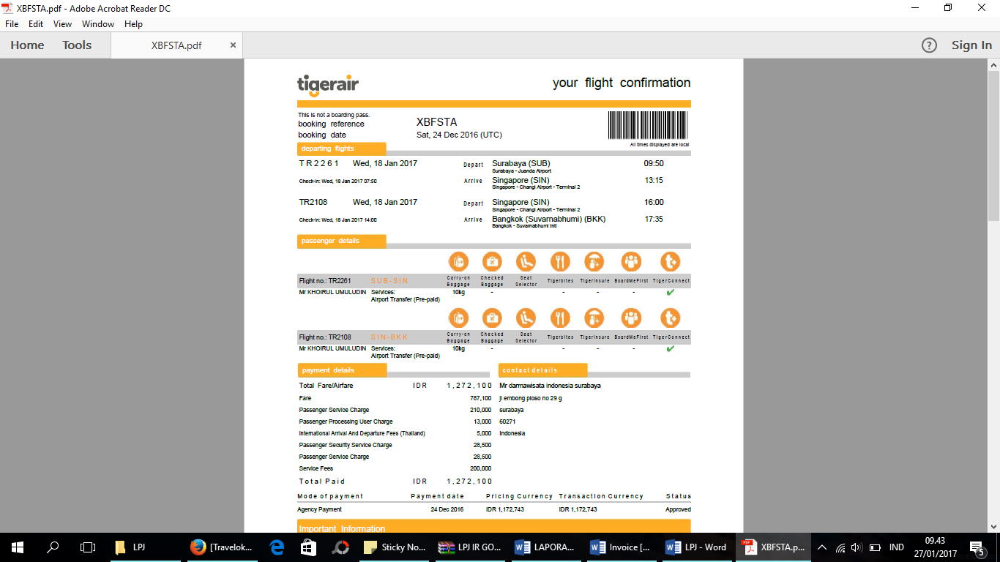 XBFSTA.pdf - Adobe Acrobat Reader DC
File Edit View Window Help
Home Tools XBFSTA.pdf × ? Sign In
tigerair your flight confirmation
This is not a boarding pass.
booking reference XBFSTA
booking date Sat, 24 Dec 2016 (UTC)
All times displayed are local
departing flights
TR2261 Wed, 18 Jan 2017 Depart Surabaya (SUB) 09:50
Surabaya - Juanda Airport
Check-in: Wed, 18 Jan 2017 07:50 Arrive Singapore (SIN) 13:15
Singapore - Changi Airport - Terminal 2
TR2108 Wed, 18 Jan 2017 Depart Singapore (SIN) 16:00
Singapore - Changi Airport - Terminal 2
Check-in: Wed, 18 Jan 2017 14:00 Arrive Bangkok (Suvarnabhumi) (BKK) 17:35
Bangkok - Suvarnabhumi Intl
passenger details
Flight no.: TR2261 SUB-SIN Carry-on Baggage Checked Baggage Seat Selector Tigerbites TigerInsure BoardMeFirst TigerConnect
Mr KHOIRUL UMULUDIN Services: 10kg - - - - ✔
Airport Transfer (Pre-paid)
Flight no.: TR2108 SIN-BKK Carry-on Baggage Checked Baggage Seat Selector Tigerbites TigerInsure BoardMeFirst TigerConnect
Mr KHOIRUL UMULUDIN Services: 10kg - - - - ✔
Airport Transfer (Pre-paid)
payment details contact details
Total Fare/Airfare IDR 1,272,100 Mr darmawisata indonesia surabaya
Fare 787,100 jl embong ploso no 29 g
Passenger Service Charge 210,000 surabaya
Passenger Processing User Charge 13,000 60271
International Arrival And Departure Fees (Thailand) 5,000 Indonesia
Passenger Security Service Charge 28,500
Passenger Service Charge 28,500
Service Fees 200,000
Total Paid IDR 1,272,100
Mode of payment Payment date Pricing Currency Transaction Currency Status
Agency Payment 24 Dec 2016 IDR 1,172,743 IDR 1,172,743 Approved
Important Information
LPJ [Travelok... Sticky No... LPJ IR GO... LAPORA... Invoice [... LPJ - Word XBFSTA.p... IND 09.43
27/01/2017 5